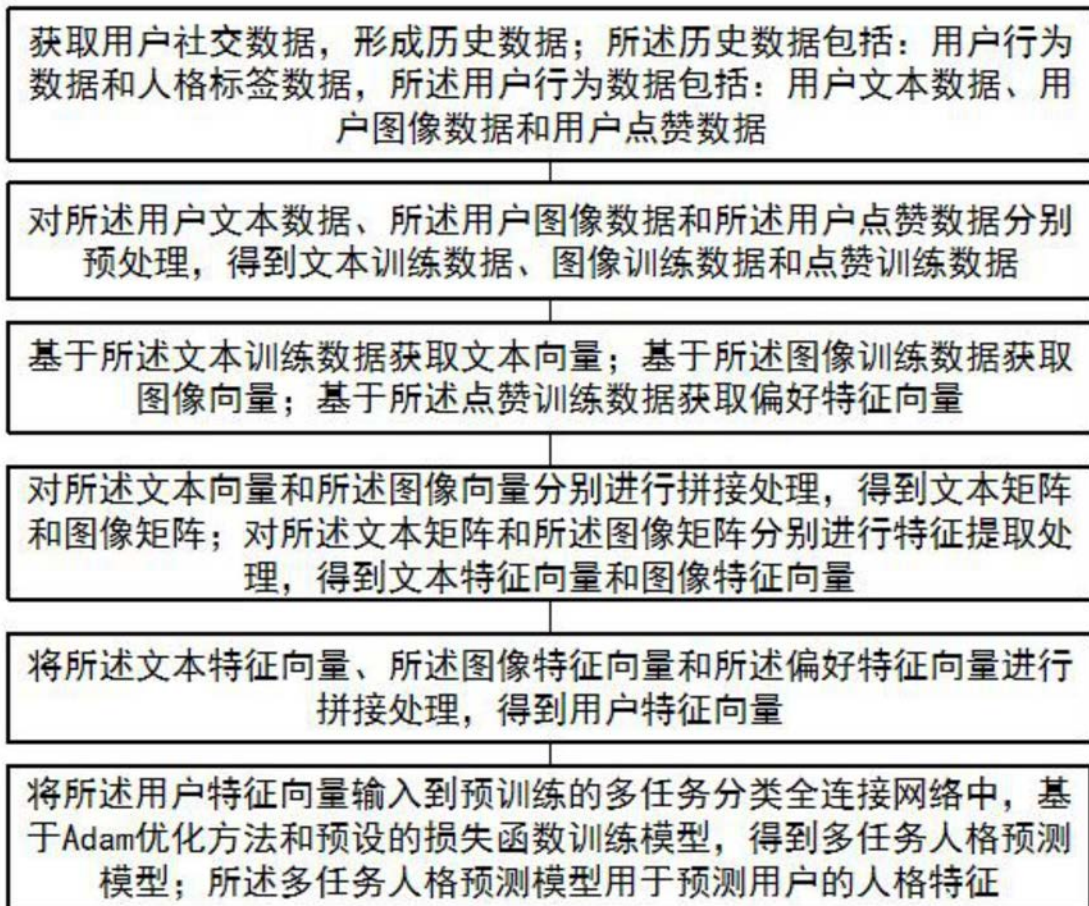 获取用户社交数据，形成历史数据；所述历史数据包括：用户行为
数据和人格标签数据，所述用户行为数据包括：用户文本数据、用
户图像数据和用户点赞数据
对所述用户文本数据、所述用户图像数据和所述用户点赞数据分别
预处理，得到文本训练数据、图像训练数据和点赞训练数据
基于所述文本训练数据获取文本向量；基于所述图像训练数据获取
图像向量；基于所述点赞训练数据获取偏好特征向量
对所述文本向量和所述图像向量分别进行拼接处理，得到文本矩阵
和图像矩阵；对所述文本矩阵和所述图像矩阵分别进行特征提取处
理，得到文本特征向量和图像特征向量
将所述文本特征向量、所述图像特征向量和所述偏好特征向量进行
拼接处理，得到用户特征向量
将所述用户特征向量输入到预训练的多任务分类全连接网络中，基
于Adam优化方法和预设的损失函数训练模型，得到多任务人格预测
模型；所述多任务人格预测模型用于预测用户的人格特征